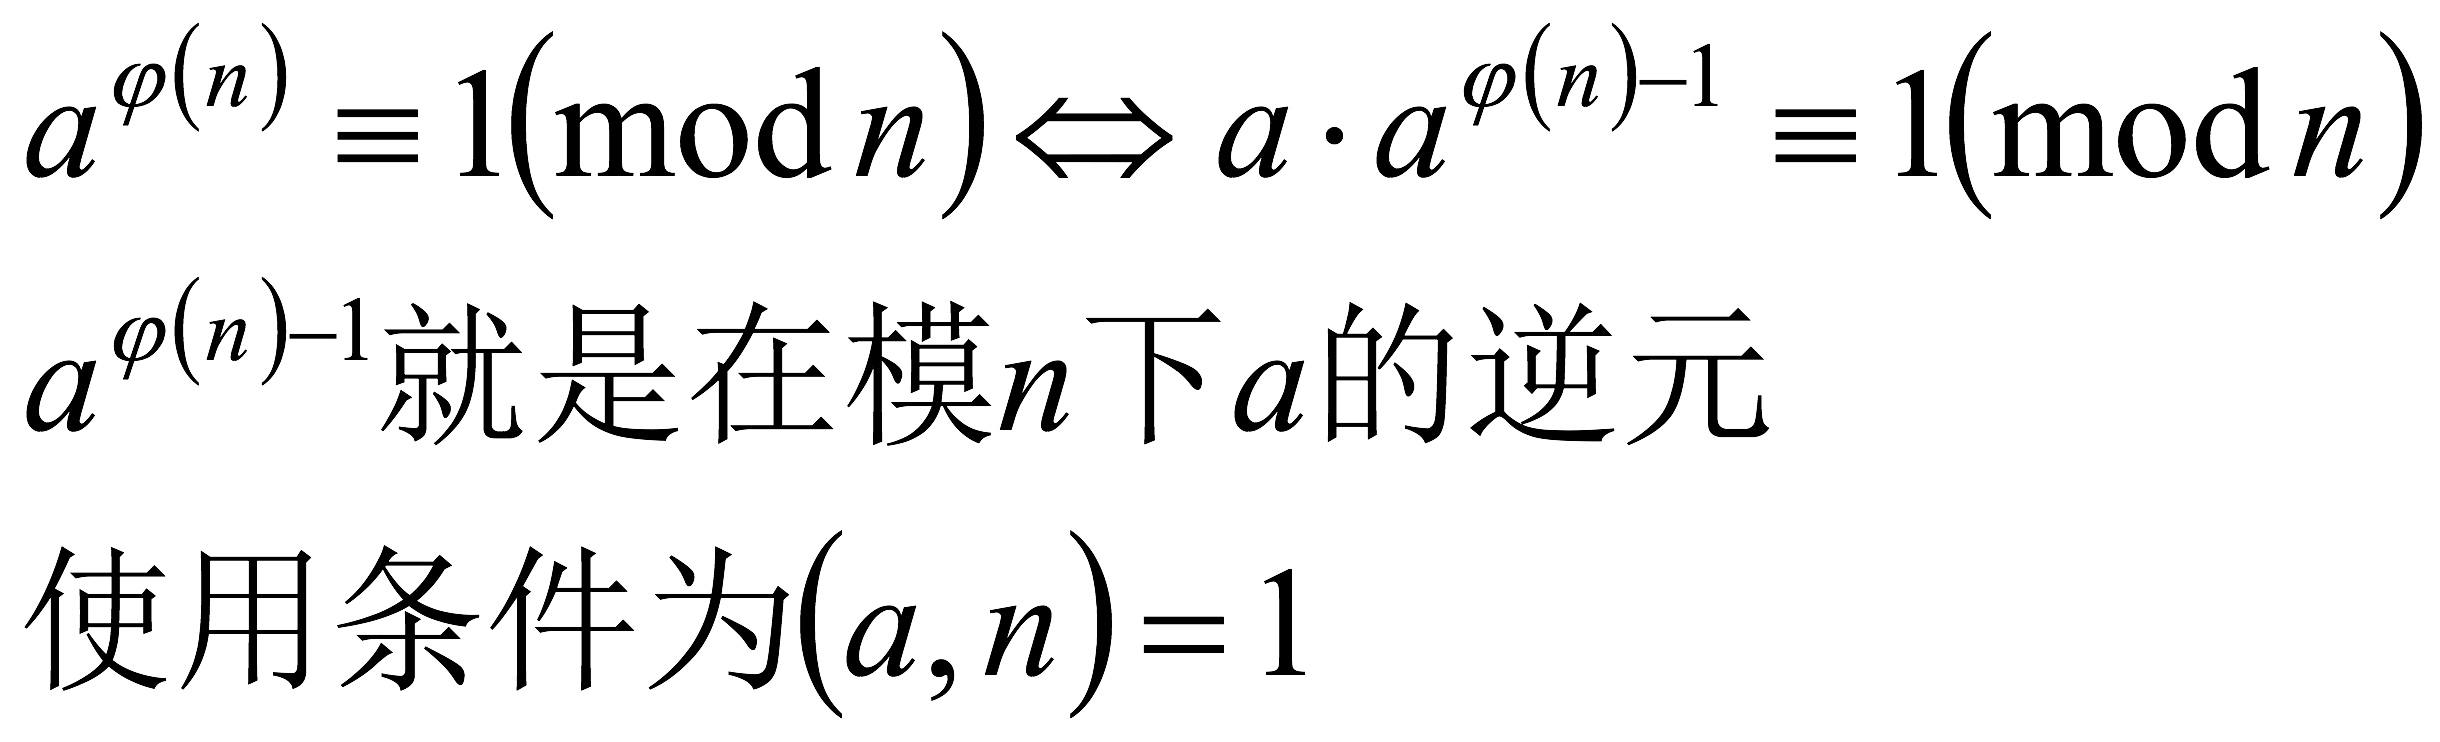 a^{φ(n)} ≡ 1(mod n) ⇔ a · a^{φ(n)−1} ≡ 1(mod n)
a^{φ(n)−1}就是在模n下a的逆元
使用条件为(a, n) = 1